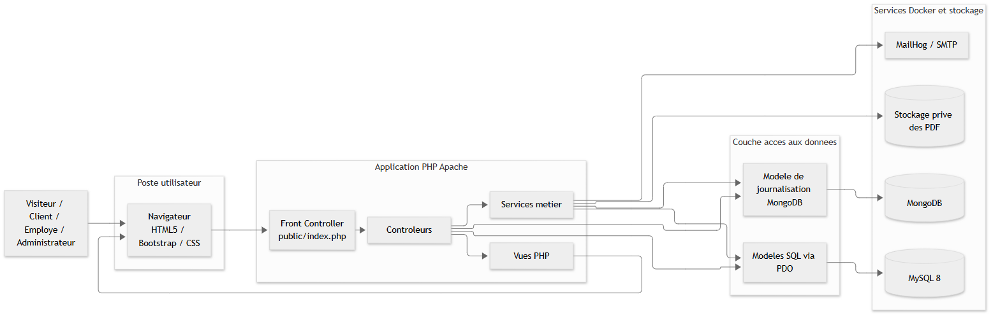 Services Docker et stockage
MailHog / SMTP
Stockage prive
des PDF
Couche acces aux donnees
Modele de
journalisation
MongoDB
MongoDB
Modeles SQL via
PDO
MySQL 8
Application PHP Apache
Services metier
Front Controller
public/index.php
Controleurs
Vues PHP
Poste utilisateur
Navigateur
HTML5 /
Bootstrap / CSS
Visiteur /
Client /
Employe /
Administrateur